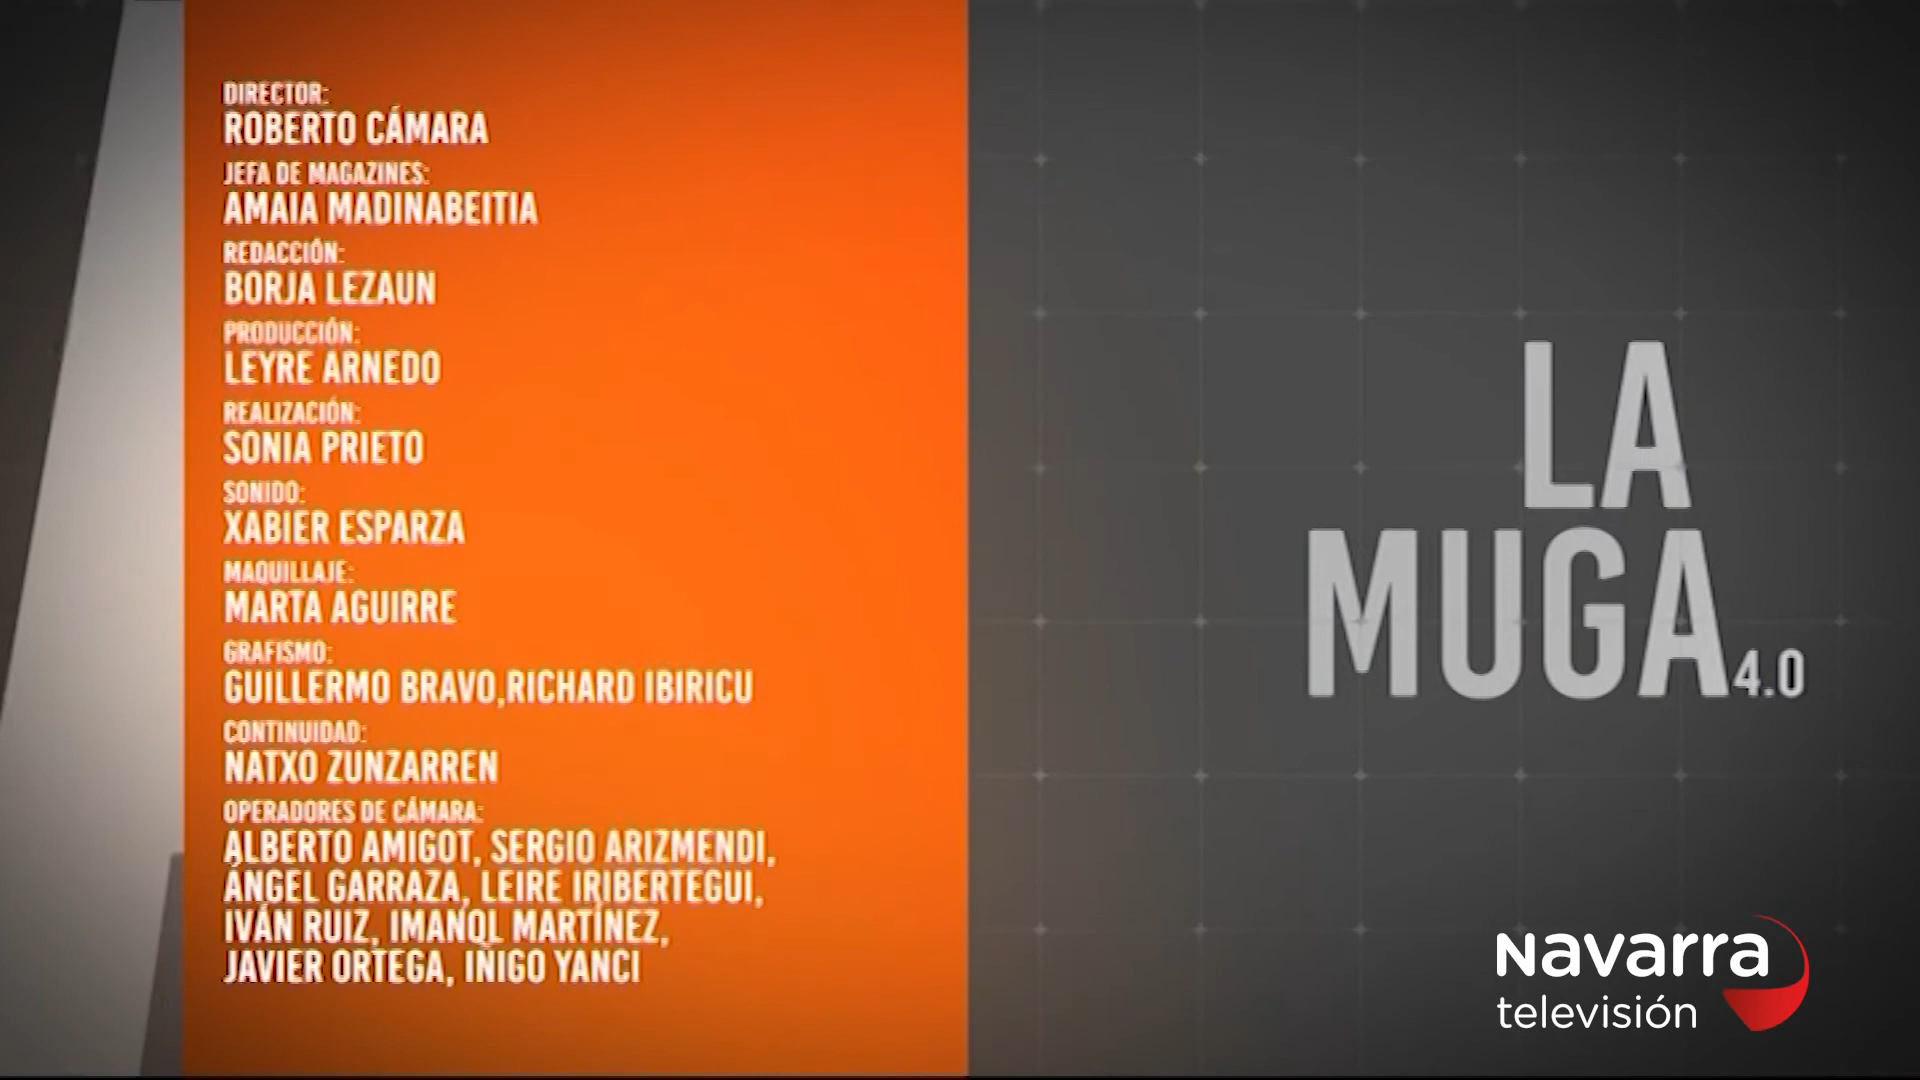 DIRECTOR:
ROBERTO CÁMARA
JEFA DE MAGAZINES:
AMAIA MADINABEITIA
REDACCIÓN:
BORJA LEZAUN
PRODUCCIÓN:
LEYRE ARNEDO
REALIZACIÓN:
SONIA PRIETO
SONIDO:
XABIER ESPARZA
MAQUILLAJE:
MARTA AGUIRRE
GRAFISMO:
GUILLERMO BRAVO,RICHARD IBIRICU
CONTINUIDAD:
NATXO ZUNZARREN
OPERADORES DE CÁMARA:
ALBERTO AMIGOT, SERGIO ARIZMENDI,
ÁNGEL GARRAZA, LEIRE IRIBERTEGUI,
IVÁN RUIZ, IMANOL MARTÍNEZ,
JAVIER ORTEGA, IÑIGO YANCI
LA
MUGA 4.0
Navarra
televisión